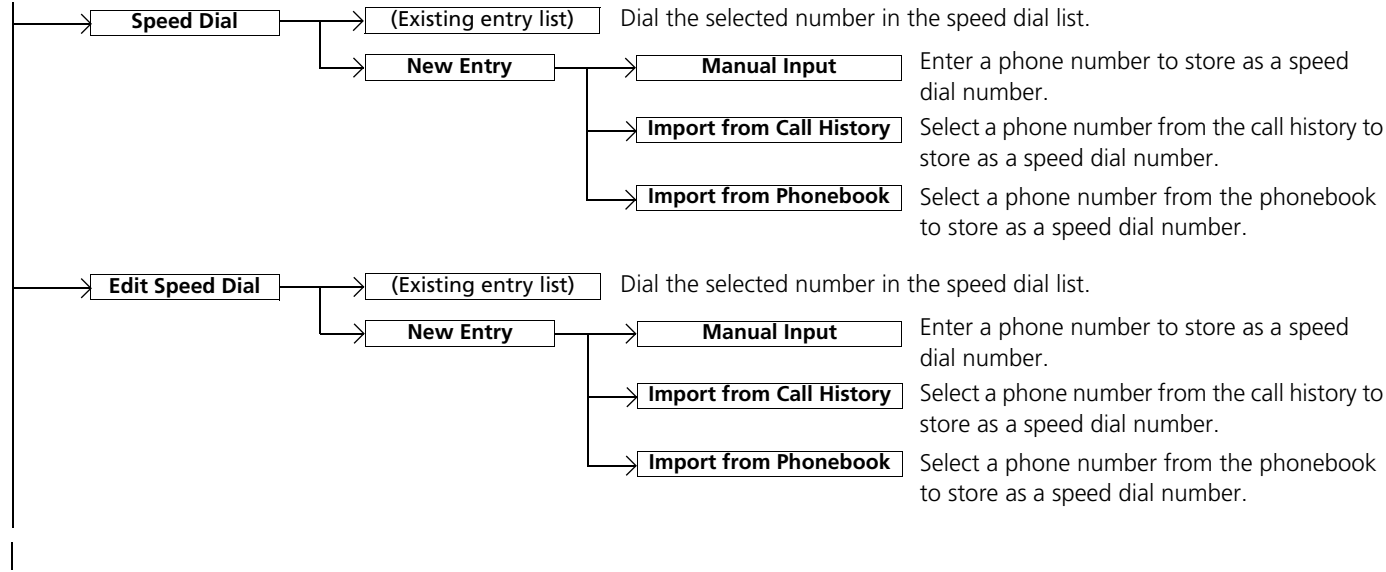 Speed Dial (Existing entry list) Dial the selected number in the speed dial list.
New Entry Manual Input Enter a phone number to store as a speed
dial number.
Import from Call History Select a phone number from the call history to
store as a speed dial number.
Import from Phonebook Select a phone number from the phonebook
to store as a speed dial number.
Edit Speed Dial (Existing entry list) Dial the selected number in the speed dial list.
New Entry Manual Input Enter a phone number to store as a speed
dial number.
Import from Call History Select a phone number from the call history to
store as a speed dial number.
Import from Phonebook Select a phone number from the phonebook
to store as a speed dial number.